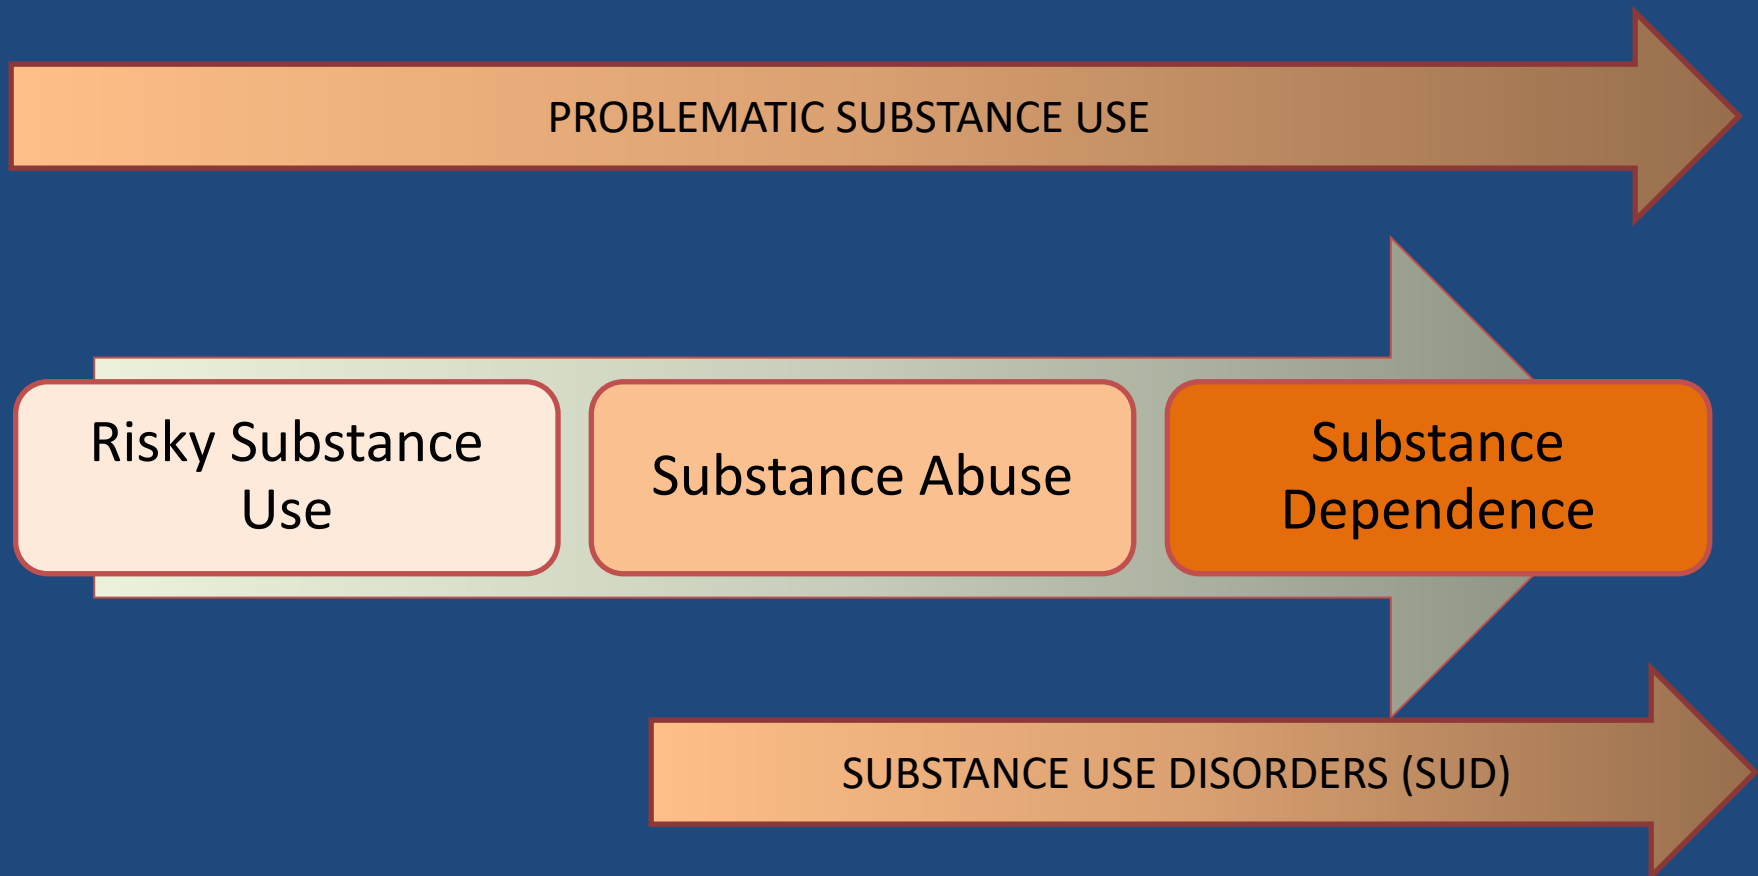 PROBLEMATIC SUBSTANCE USE
Risky Substance
Use
Substance Abuse
Substance
Dependence
SUBSTANCE USE DISORDERS (SUD)